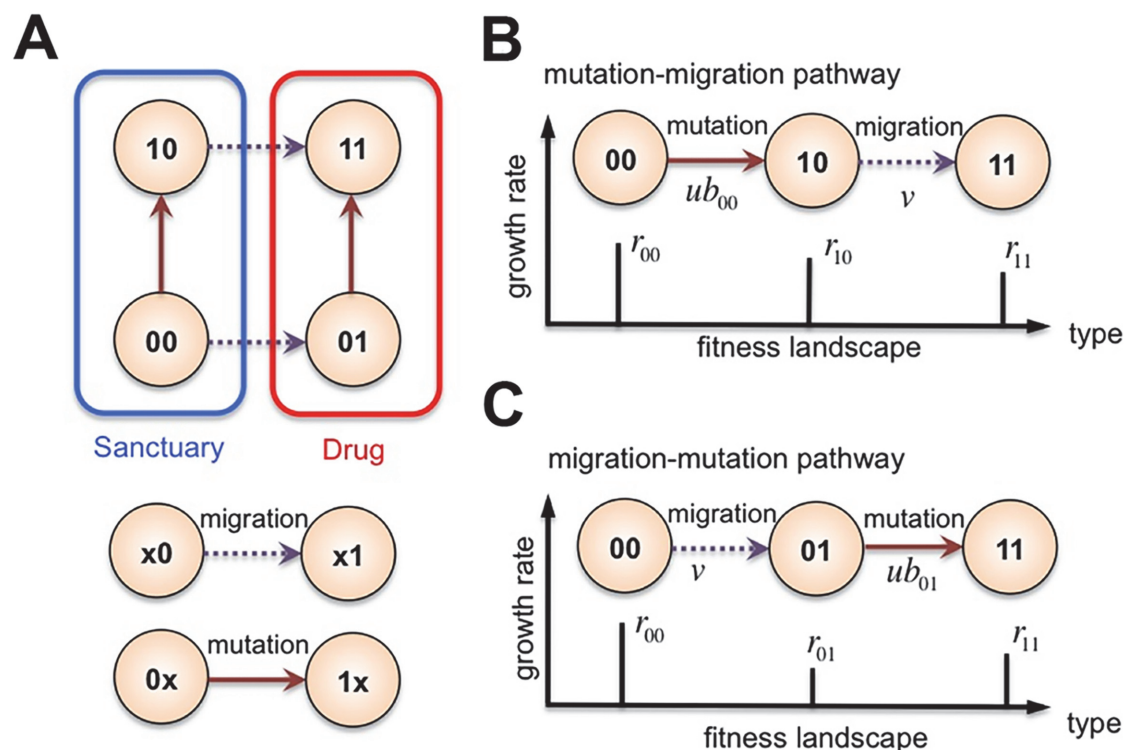 A
10 11
00 01
Sanctuary Drug
migration
x0 x1
mutation
0x 1x
B
mutation-migration pathway
mutation migration
00 10 11
ub00 v
growth rate
r00 r10 r11
fitness landscape
type
C
migration-mutation pathway
migration mutation
00 01 11
v ub01
growth rate
r00 r01 r11
fitness landscape
type